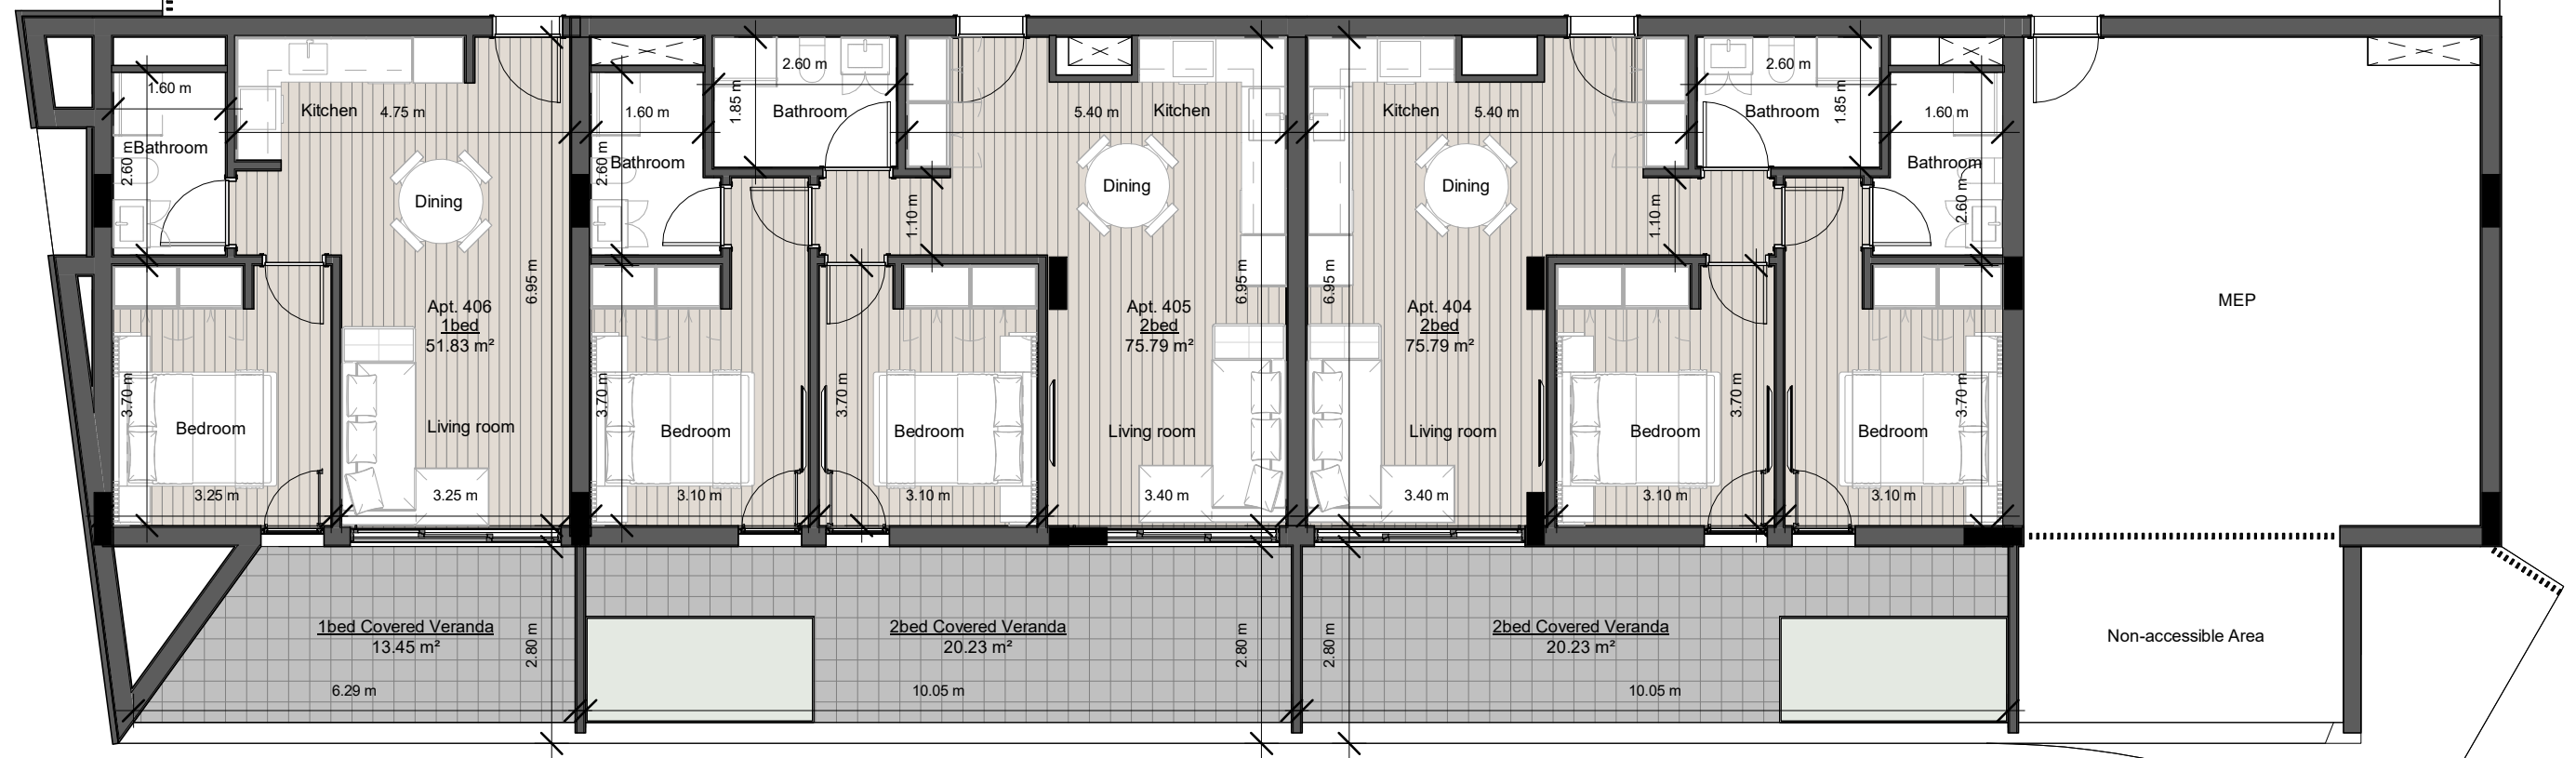 1.60 m
2.60 m
Bathroom
Kitchen
4.75 m
Dining
6.95 m
Apt. 406
1bed
51.83 m²
3.70 m
Bedroom
3.25 m
Living room
3.25 m
1bed Covered Veranda
13.45 m²
2.80 m
6.29 m
1.60 m
2.60 m
Bathroom
2.60 m
1.85 m
Bathroom
5.40 m
Kitchen
1.10 m
Dining
6.95 m
Apt. 405
2bed
75.79 m²
3.70 m
Bedroom
3.10 m
3.70 m
Bedroom
3.10 m
Living room
3.40 m
2bed Covered Veranda
20.23 m²
2.80 m
10.05 m
Kitchen
5.40 m
Dining
6.95 m
Apt. 404
2bed
75.79 m²
1.10 m
2.60 m
Bathroom
1.85 m
1.60 m
Bathroom
2.60 m
Living room
3.40 m
3.70 m
Bedroom
3.10 m
3.70 m
Bedroom
3.10 m
2bed Covered Veranda
20.23 m²
2.80 m
10.05 m
MEP
Non-accessible Area